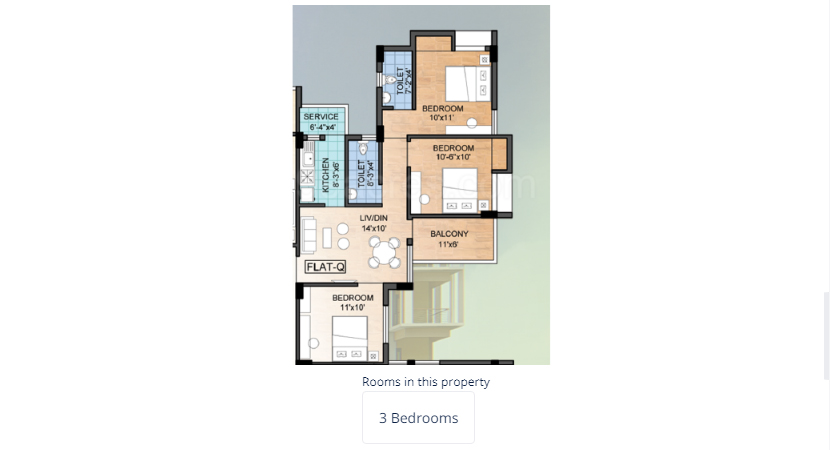 TOILET
7'-2"x4'
BEDROOM
10'x11'
SERVICE
6'-4"x4'
KITCHEN
8'-3"x6'
TOILET
8'-3"x4'
BEDROOM
10'-6"x10'
LIV/DIN
14'x10'
BALCONY
11'x6'
FLAT-Q
BEDROOM
11'x10'
Rooms in this property
3 Bedrooms